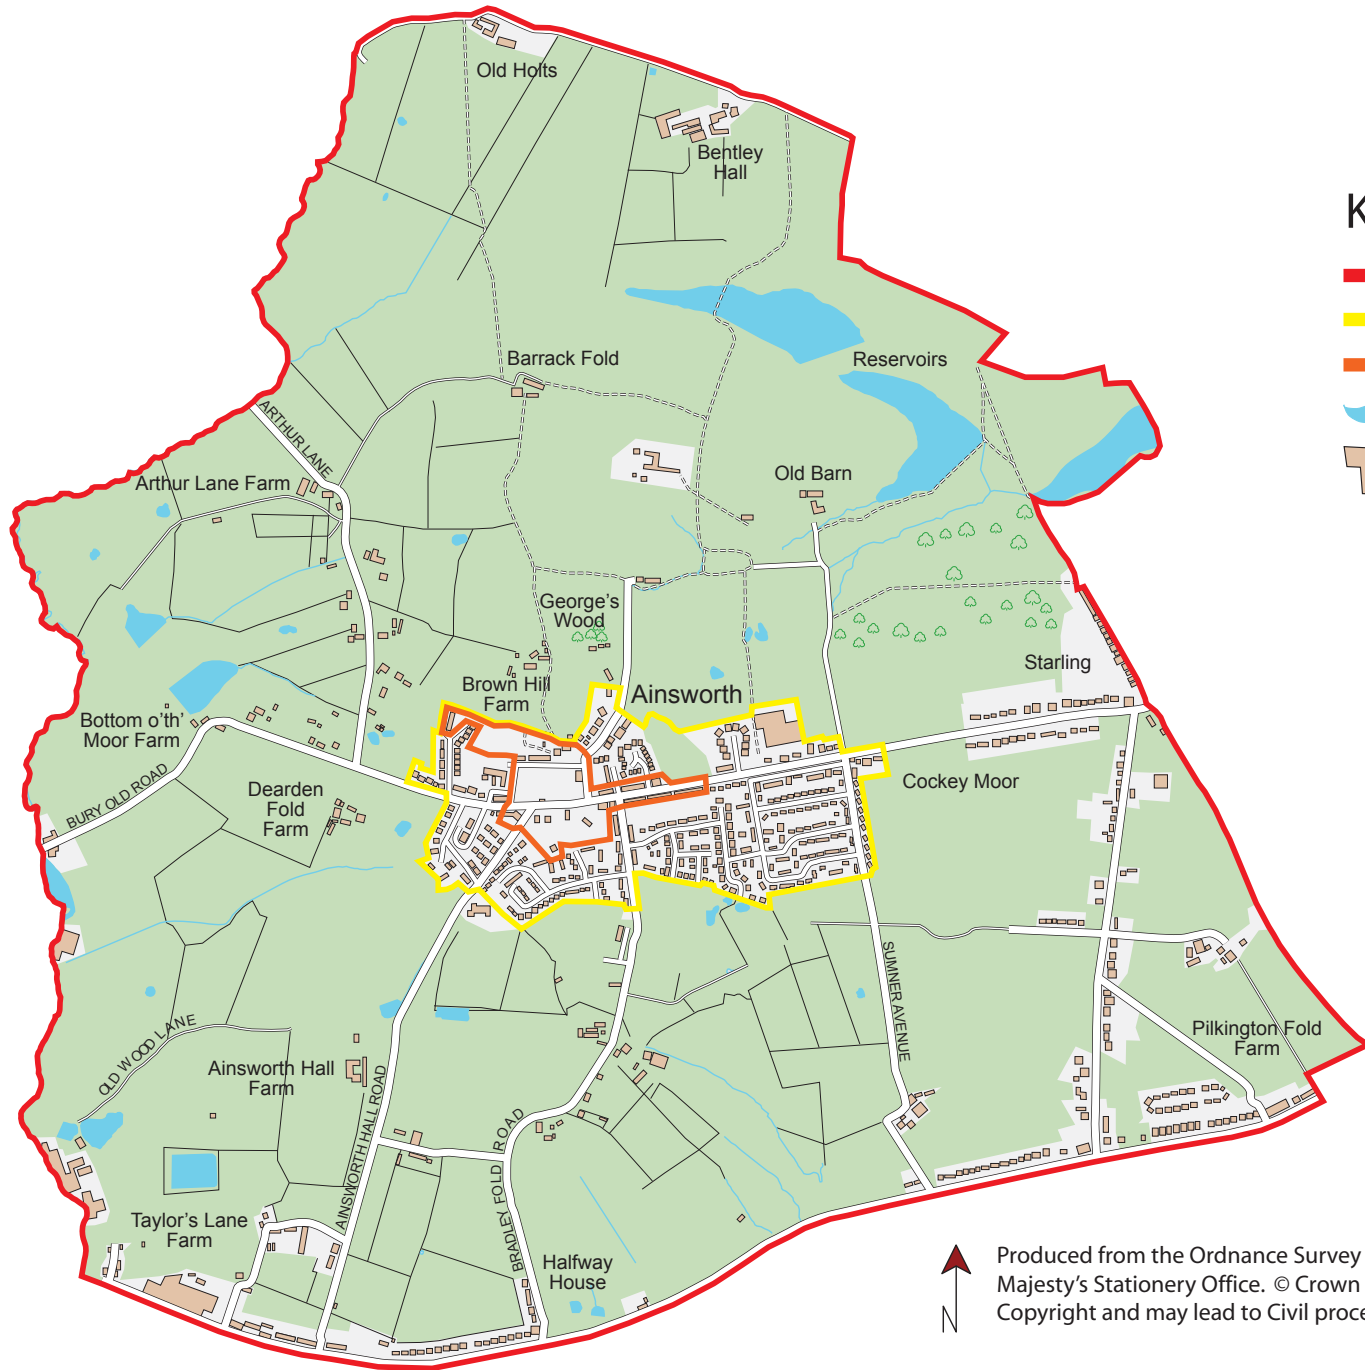 Old Holts
Bentley
Hall
K
Barrack Fold
Reservoirs
ARTHUR LANE
Arthur Lane Farm
Old Barn
George's
Wood
Starling
Brown Hill
Farm
Ainsworth
Bottom o'th'
Moor Farm
BURY OLD ROAD
Dearden
Fold
Farm
Cockey Moor
SUMNER AVENUE
OLD WOOD LANE
Ainsworth Hall
Farm
AINSWORTH HALL ROAD
Pilkington Fold
Farm
BRADLEY FOLD ROAD
Taylor's Lane
Farm
Halfway
House
N
Produced from the Ordnance Survey
Majesty's Stationery Office. © Crown
Copyright and may lead to Civil proce